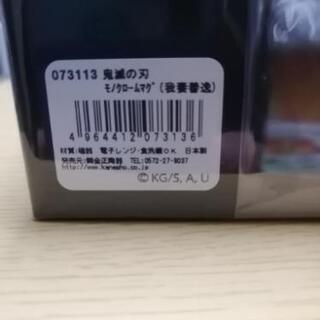 073113 鬼滅の刃
ﾓﾉｸﾛｰﾑﾏｸﾞ(我妻善逸)
4 964412 073136
材質:磁器 電子レンジ・食洗機OK 日本製
発売元:㈱金正陶器 TEL:0572-27-9037
http://www.kanesho.co.jp
©KG/S, A, U